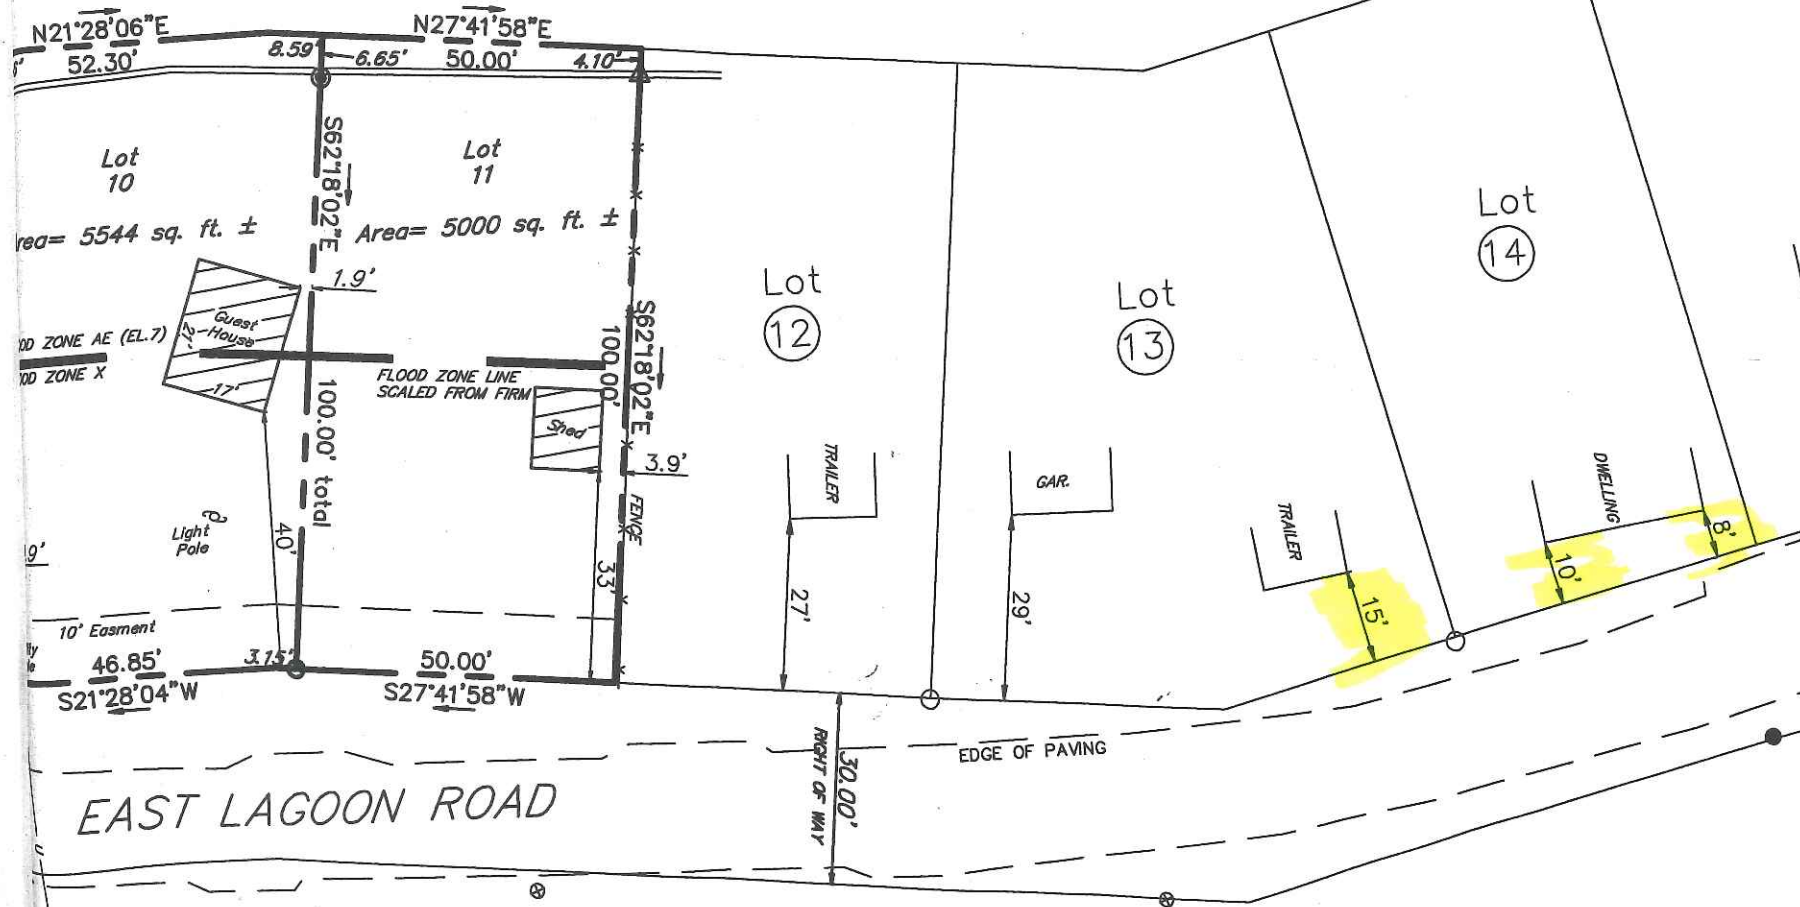 N21°28'06"E
52.30'
8.59'
6.65'
N27°41'58"E
50.00'
4.10'
Lot
10
S62°18'02"E
Lot
11
5544 sq. ft. ±
Area= 5000 sq. ft. ±
1.9'
Guest
House
21'
17'
ZONE AE (EL.7)
ZONE X
FLOOD ZONE LINE
SCALED FROM FIRM
100.00' total
S62°18'02"E
100.00'
Shed
3.9'
FENCE
33'
40'
Light
Pole
9'
10' Easment
46.85'
3.15'
S21°28'04"W
50.00'
S27°41'58"W
Lot
12
TRAILER
27'
Lot
13
GAR.
29'
TRAILER
15'
Lot
14
DWELLING
10'
8'
EDGE OF PAVING
30.00'
RIGHT OF WAY
EAST LAGOON ROAD